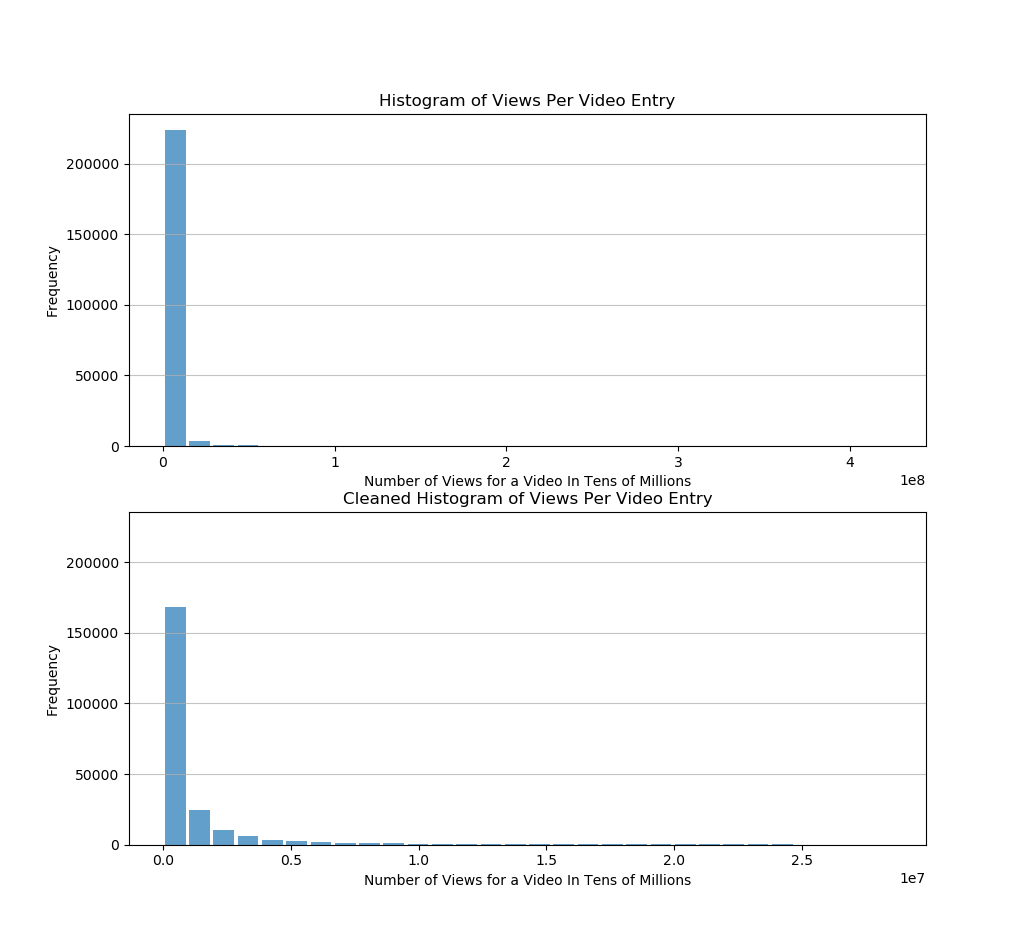 Histogram of Views Per Video Entry
200000
150000
100000
50000
0
Frequency
0 1 2 3 4
1e8
Number of Views for a Video In Tens of Millions
Cleaned Histogram of Views Per Video Entry
200000
150000
100000
50000
0
Frequency
0.0 0.5 1.0 1.5 2.0 2.5
1e7
Number of Views for a Video In Tens of Millions